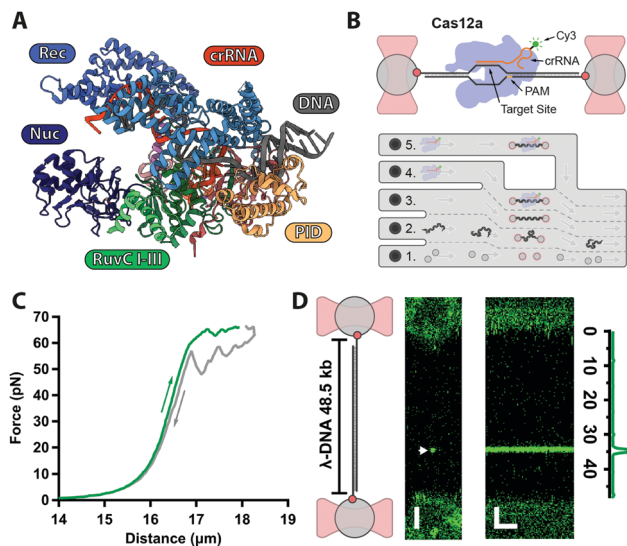 A
Rec
crRNA
DNA
Nuc
PID
RuvC I-III
B
Cas12a
Cy3
crRNA
PAM
Target Site
5.
4.
3.
2.
1.
C
70
60
50
40
30
20
10
0
Force (pN)
14 15 16 17 18 19
Distance (µm)
D
λ-DNA 48.5 kb
0
10
20
30
40